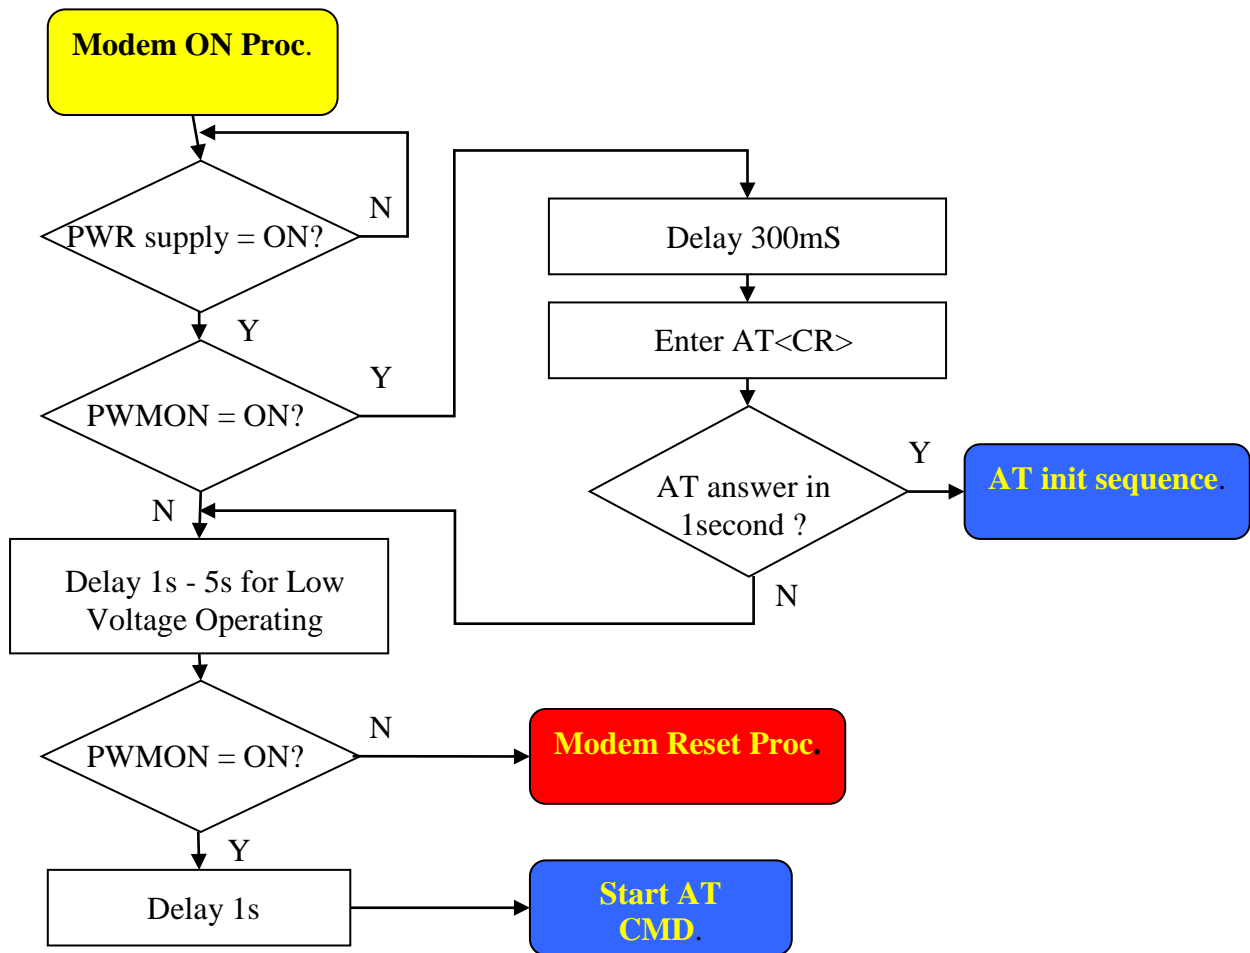 Modem ON Proc.
PWR supply = ON?
N
Y
PWMON = ON?
Y
Delay 300mS
Enter AT<CR>
AT answer in
1second ?
Y
AT init sequence.
N
N
Delay 1s - 5s for Low
Voltage Operating
PWMON = ON?
N
Modem Reset Proc.
Y
Delay 1s
Start AT
CMD.